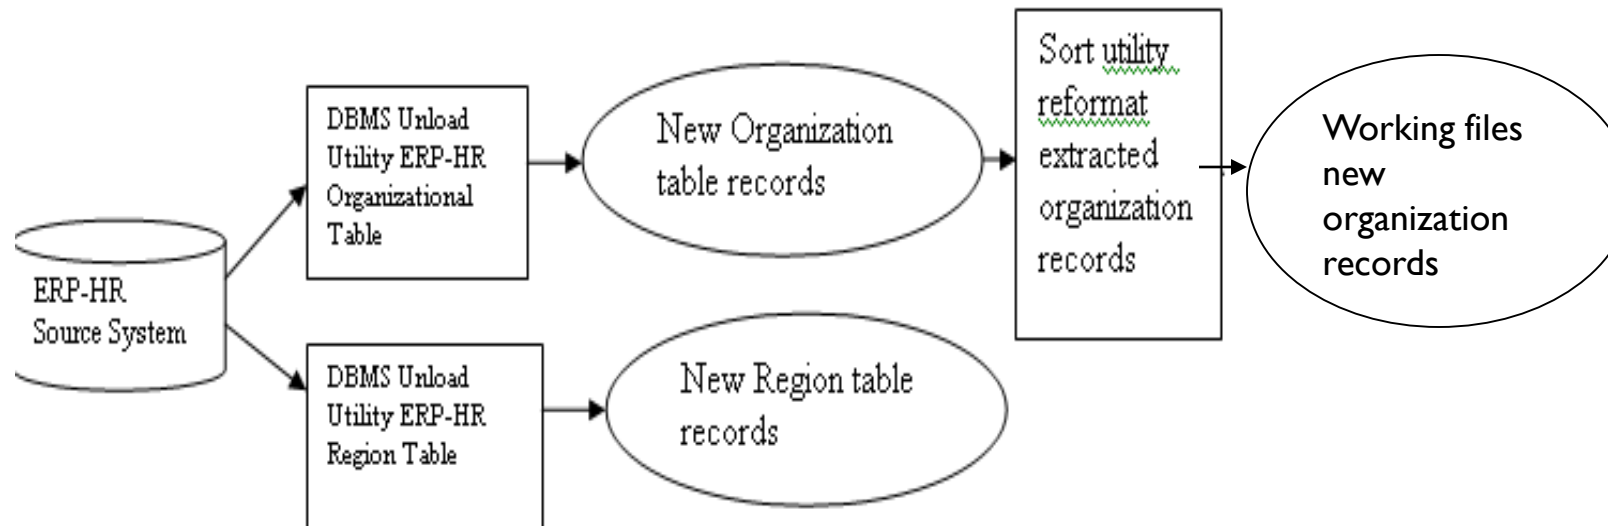 ERP-HR
Source System
DBMS Unload
Utility ERP-HR
Organizational
Table
New Organization
table records
Sort utility
reformat
extracted
organization
records
Working files
new
organization
records
DBMS Unload
Utility ERP-HR
Region Table
New Region table
records